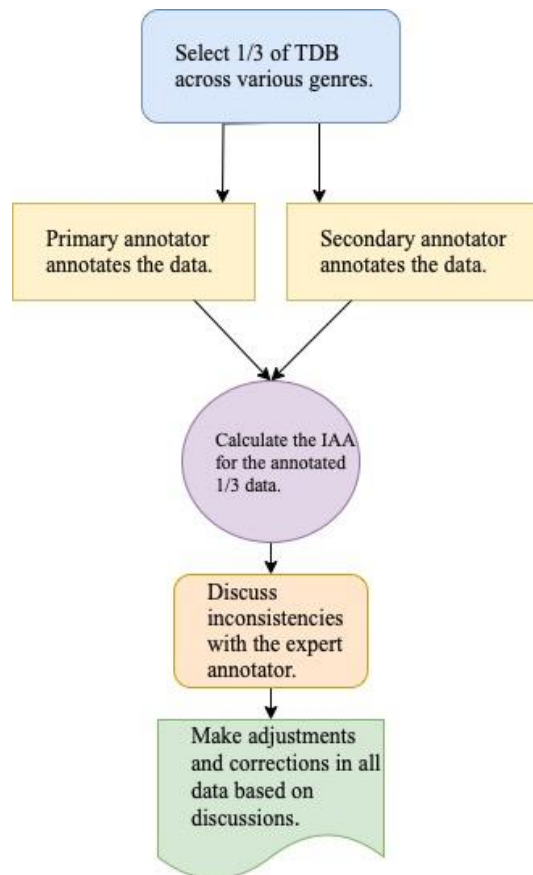 Select 1/3 of TDB
across various genres.
Primary annotator
annotates the data.
Secondary annotator
annotates the data.
Calculate the IAA
for the annotated
1/3 data.
Discuss
inconsistencies
with the expert
annotator.
Make adjustments
and corrections in all
data based on
discussions.